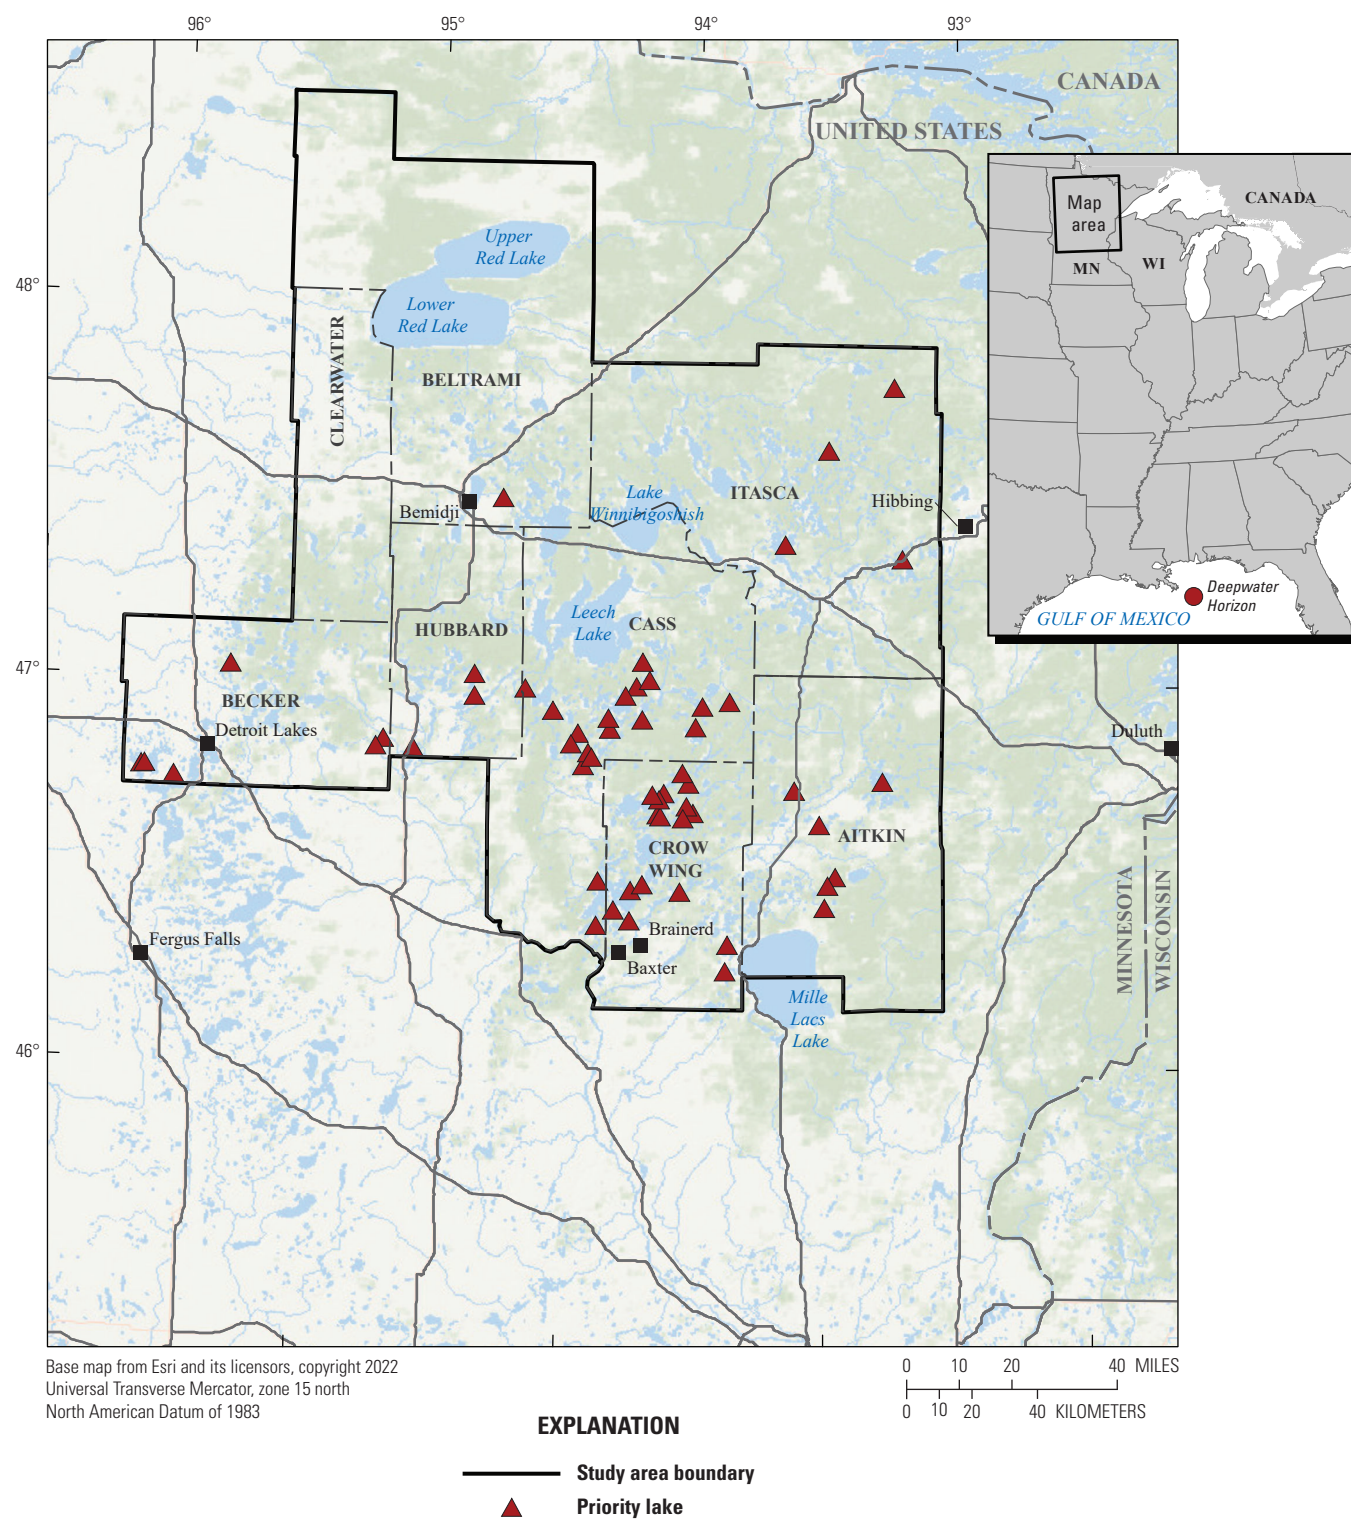 96°
95°
94°
93°
CANADA
UNITED STATES
Map
area
CANADA
MN
WI
Upper
Red Lake
48°
Lower
Red Lake
CLEARWATER
BELTRAMI
Lake
Winnibigoshish
ITASCA
Hibbing
Bemidji
Deepwater
Horizon
GULF OF MEXICO
Leech
Lake
CASS
HUBBARD
47°
BECKER
Detroit Lakes
Duluth
AITKIN
CROW
WING
MINNESOTA
WISCONSIN
Fergus Falls
Brainerd
Baxter
Mille
Lacs
Lake
46°
Base map from Esri and its licensors, copyright 2022
Universal Transverse Mercator, zone 15 north
North American Datum of 1983
0 10 20 40 MILES
0 10 20 40 KILOMETERS
EXPLANATION
Study area boundary
Priority lake